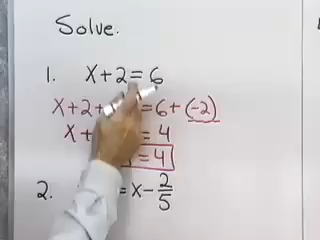 Solve.
1. x + 2 = 6
x + 2 + = 6 + (-2)
x + = 4
= 4
2. = x - 2/5